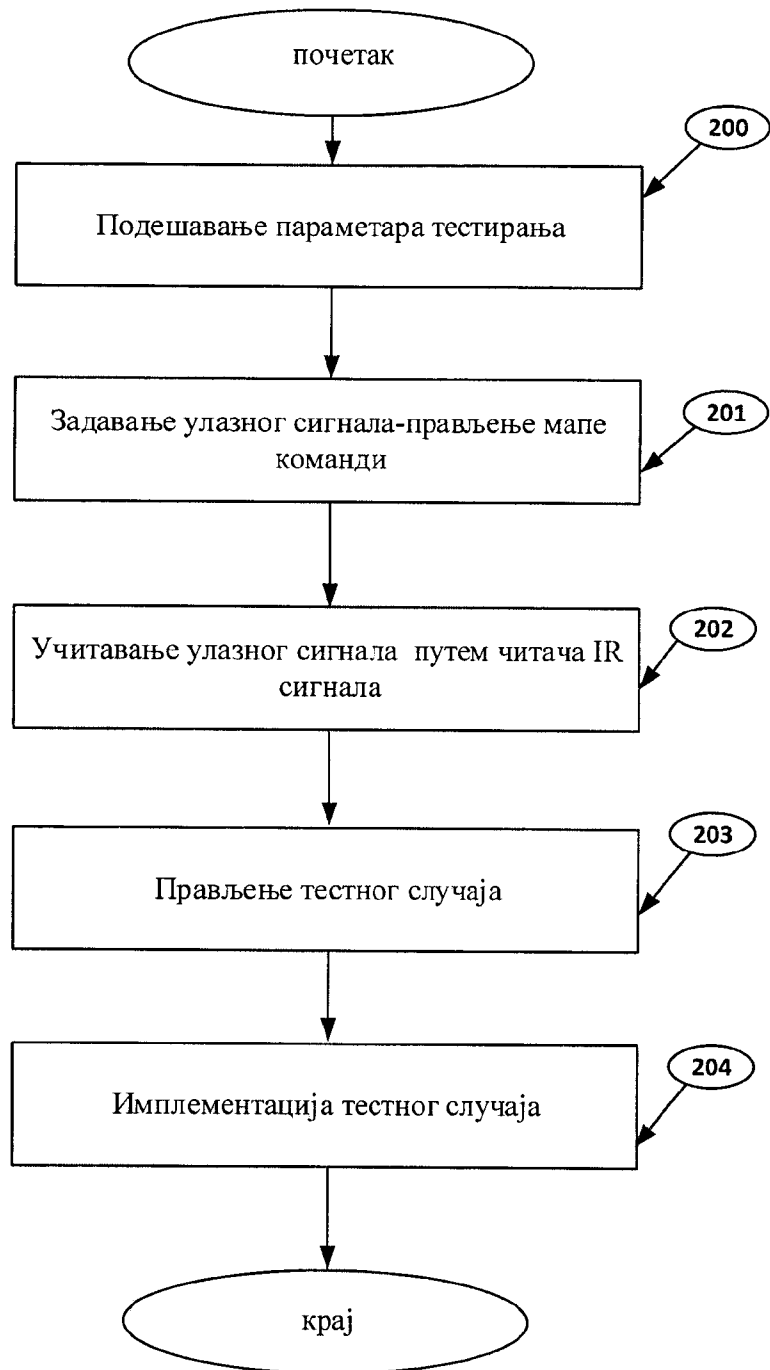 почетак
200
Подешавање параметара тестирања
201
Задавање улазног сигнала-прављење мапе
команди
202
Учитавање улазног сигнала путем читача IR
сигнала
203
Прављење тестног случаја
204
Имплементација тестног случаја
крај